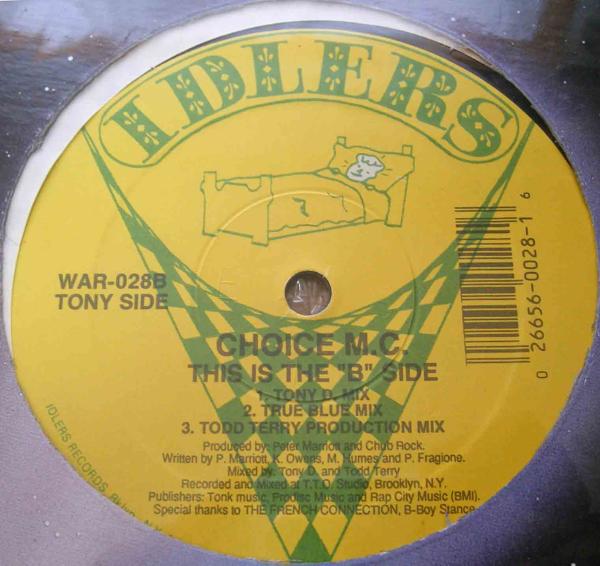 IDLERS
WAR-028B
TONY SIDE
0 26656-0028-1 6
CHOICE M.C.
THIS IS THE "B" SIDE
1. TONY D. MIX
2. TRUE BLUE MIX
3. TODD TERRY PRODUCTION MIX
Produced by: Peter Marriott and Chub Rock.
Written by P. Marriott, K. Owens, M. Humes and P. Fragione.
Mixed by: Tony D. and Todd Terry
Recorded and Mixed at T.T.O. Studio, Brooklyn, N.Y.
Publishers: Tonk music, Prodisc Music and Rap City Music (BMI).
Special thanks to THE FRENCH CONNECTION, B-Boy Stance
IDLERS RECORDS,